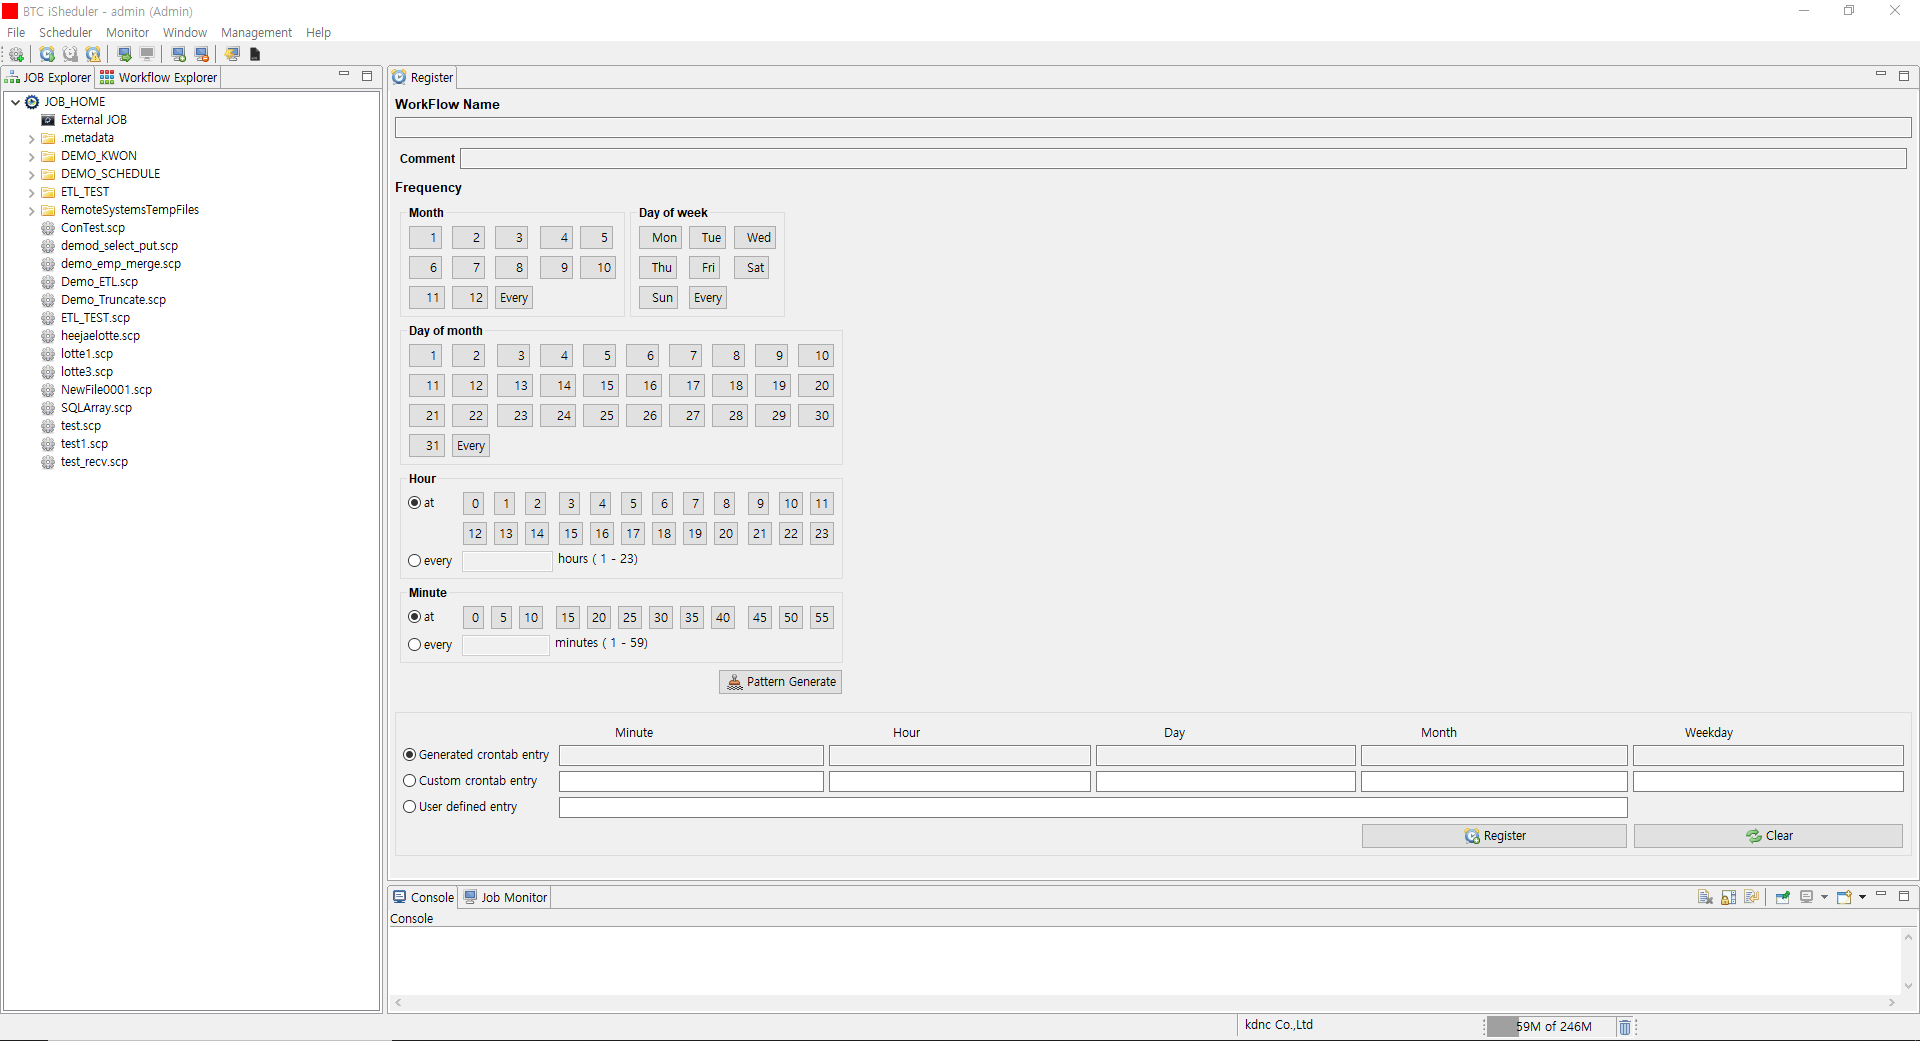 BTC iSheduler - admin (Admin)
File Scheduler Monitor Window Management Help
JOB Explorer Workflow Explorer
JOB_HOME
External JOB
.metadata
DEMO_KWON
DEMO_SCHEDULE
ETL_TEST
RemoteSystemsTempFiles
ConTest.scp
demod_select_put.scp
demo_emp_merge.scp
Demo_ETL.scp
Demo_Truncate.scp
ETL_TEST.scp
heejaelotte.scp
lotte1.scp
lotte3.scp
NewFile0001.scp
SQLArray.scp
test.scp
test1.scp
test_recv.scp
Register
WorkFlow Name
Comment
Frequency
Month
1 2 3 4 5
6 7 8 9 10
11 12 Every
Day of week
Mon Tue Wed
Thu Fri Sat
Sun Every
Day of month
1 2 3 4 5 6 7 8 9 10
11 12 13 14 15 16 17 18 19 20
21 22 23 24 25 26 27 28 29 30
31 Every
Hour
at 0 1 2 3 4 5 6 7 8 9 10 11
12 13 14 15 16 17 18 19 20 21 22 23
every hours ( 1 - 23)
Minute
at 0 5 10 15 20 25 30 35 40 45 50 55
every minutes ( 1 - 59)
Pattern Generate
Minute Hour Day Month Weekday
Generated crontab entry
Custom crontab entry
User defined entry
Register Clear
Console Job Monitor
Console
kdnc Co.,Ltd 59M of 246M